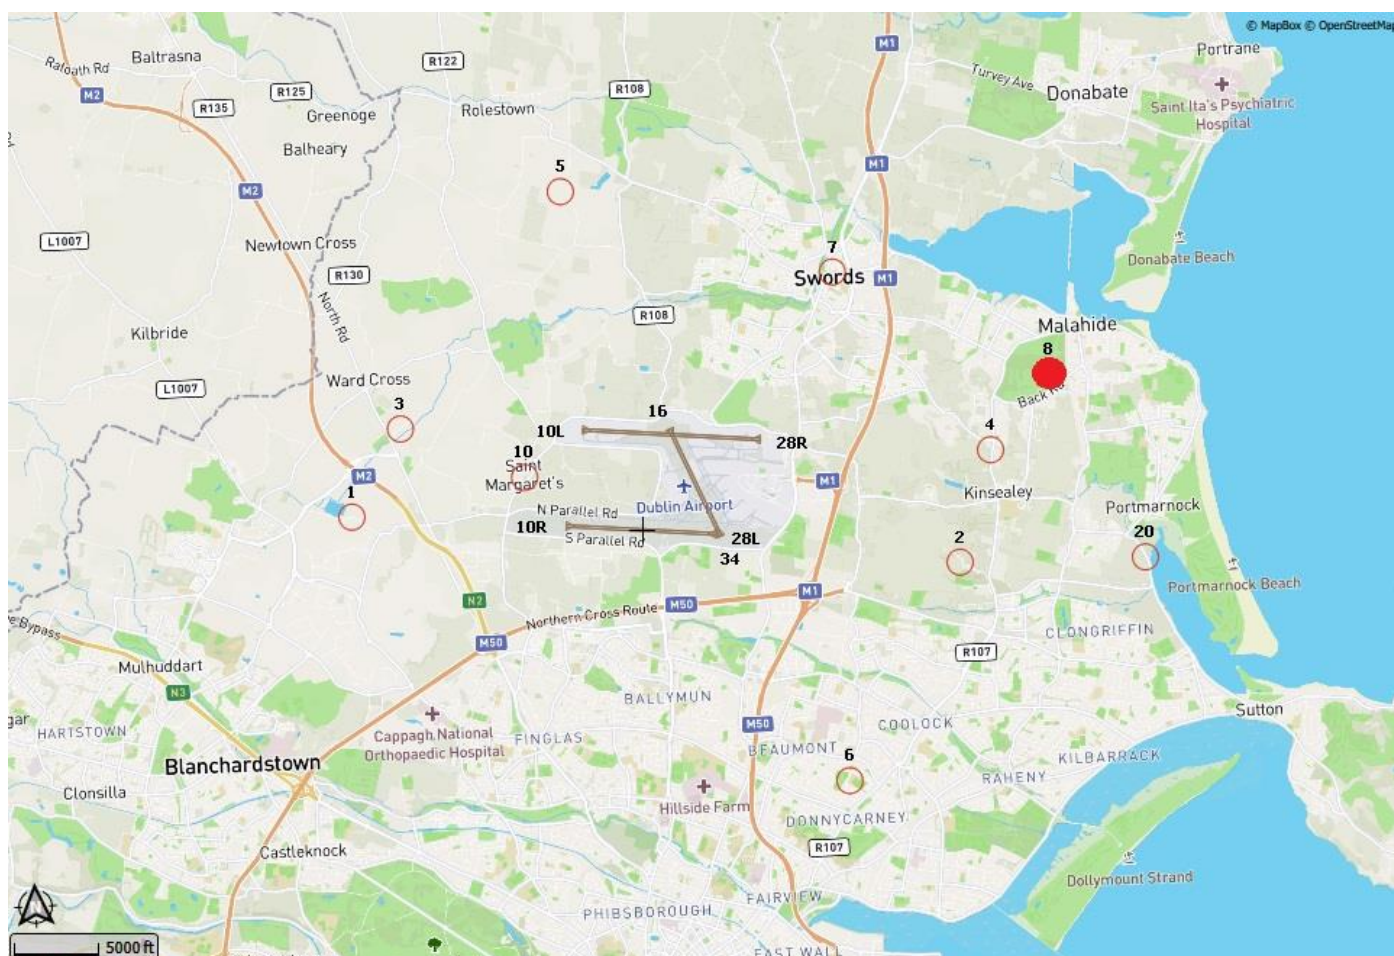 © MapBox © OpenStreetMap
Baltrasna
Portrane
Ratoath Rd
R122
M1
Turvey Ave
M2
R125
R108
Donabate
R135
Rolestown
Saint Ita's Psychiatric
Hospital
Greenoge
Balheary
M1
5
M2
L1007
Newtown Cross
7
Donabate Beach
R130
Swords
M1
North Rd
R108
Malahide
Kilbride
8
Ward Cross
L1007
Back Rd
3
16
4
10L
28R
10
Saint
Margaret's
M2
M1
Kinsealey
1
Dublin Airport
N Parallel Rd
Portmarnock
10R
S Parallel Rd
28L
20
34
2
Portmarnock Beach
M1
N2
Northern Cross Route
M50
e Bypass
M50
CLONGRIFFIN
R107
Mulhuddart
N3
BALLYMUN
Sutton
gar
HARTSTOWN
Cappagh National
Orthopaedic Hospital
FINGLAS
M50
COOLOCK
BEAUMONT
KILBARRACK
6
RAHENY
Blanchardstown
Clonsilla
Hillside Farm
DONNYCARNEY
R107
Castleknock
Dollymount Strand
FAIRVIEW
PHIBSBOROUGH
5000 ft
EAST WALL